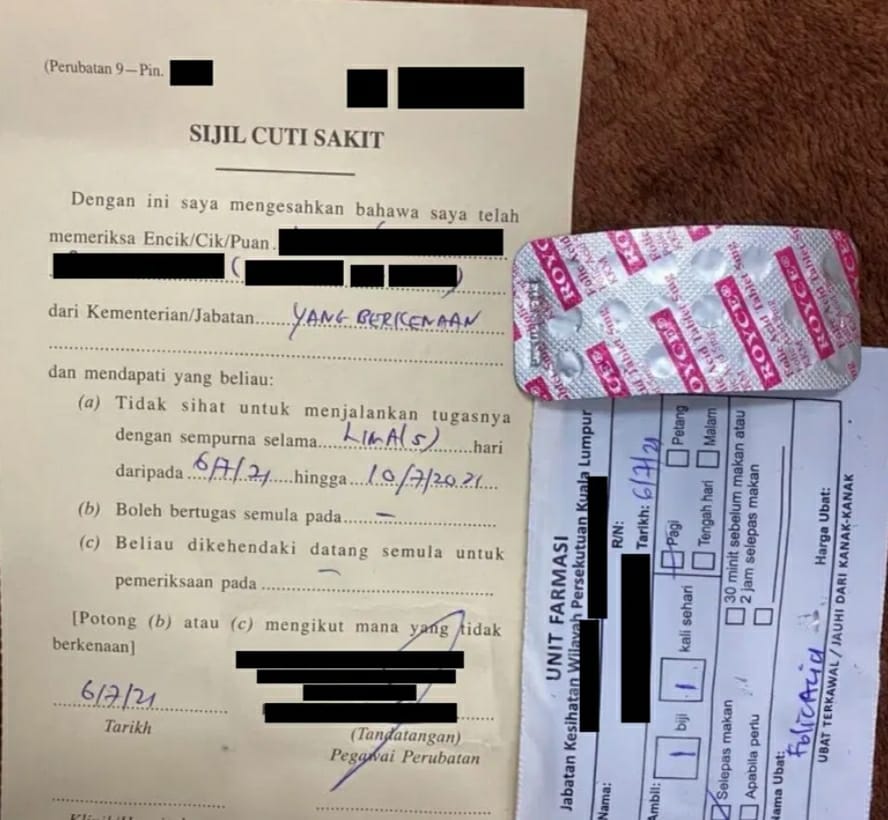 (Perubatan 9—Pin.
SIJIL CUTI SAKIT
Dengan ini saya mengesahkan bahawa saya telah
memeriksa Encik/Cik/Puan.
(
)
dari Kementerian/Jabatan.....YANG BERKENAAN
dan mendapati yang beliau:
(a) Tidak sihat untuk menjalankan tugasnya
dengan sempurna selama....LIMA(5)......hari
daripada 6/7/21 hingga 10/7/2021
(b) Boleh bertugas semula pada..... –
(c) Beliau dikehendaki datang semula untuk
pemeriksaan pada –
[Potong (b) atau (c) mengikut mana yang tidak
berkenaan]
6/7/21
Tarikh
(Tandatangan)
Pegawai Perubatan
ROYCE®
Folic Acid Tablet 5mg
UNIT FARMASI
Jabatan Kesihatan Wilayah Persekutuan Kuala Lumpur
R/N:
Nama:
Tarikh: 6/7/21
Ambil: 1 biji 1 kali sehari
Pagi
Petang
Tengah hari
Malam
Selepas makan
30 minit sebelum makan atau
2 jam selepas makan
Apabila perlu
Nama Ubat: Folic Acid
Harga Ubat:
UBAT TERKAWAL / JAUHI DARI KANAK-KANAK